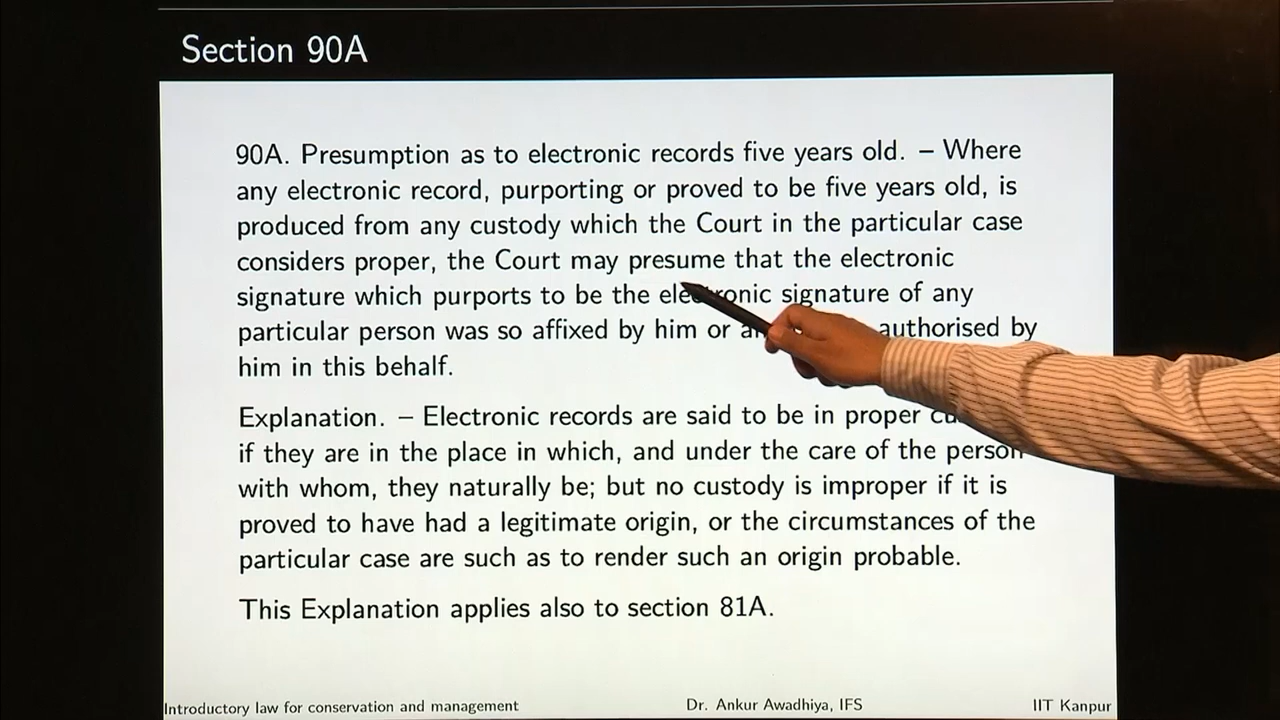 Section 90A
90A. Presumption as to electronic records five years old. – Where
any electronic record, purporting or proved to be five years old, is
produced from any custody which the Court in the particular case
considers proper, the Court may presume that the electronic
signature which purports to be the electronic signature of any
particular person was so affixed by him or authorised by
him in this behalf.
Explanation. – Electronic records are said to be in proper
if they are in the place in which, and under the care of the person
with whom, they naturally be; but no custody is improper if it is
proved to have had a legitimate origin, or the circumstances of the
particular case are such as to render such an origin probable.
This Explanation applies also to section 81A.
Introductory law for conservation and management Dr. Ankur Awadhiya, IFS IIT Kanpur